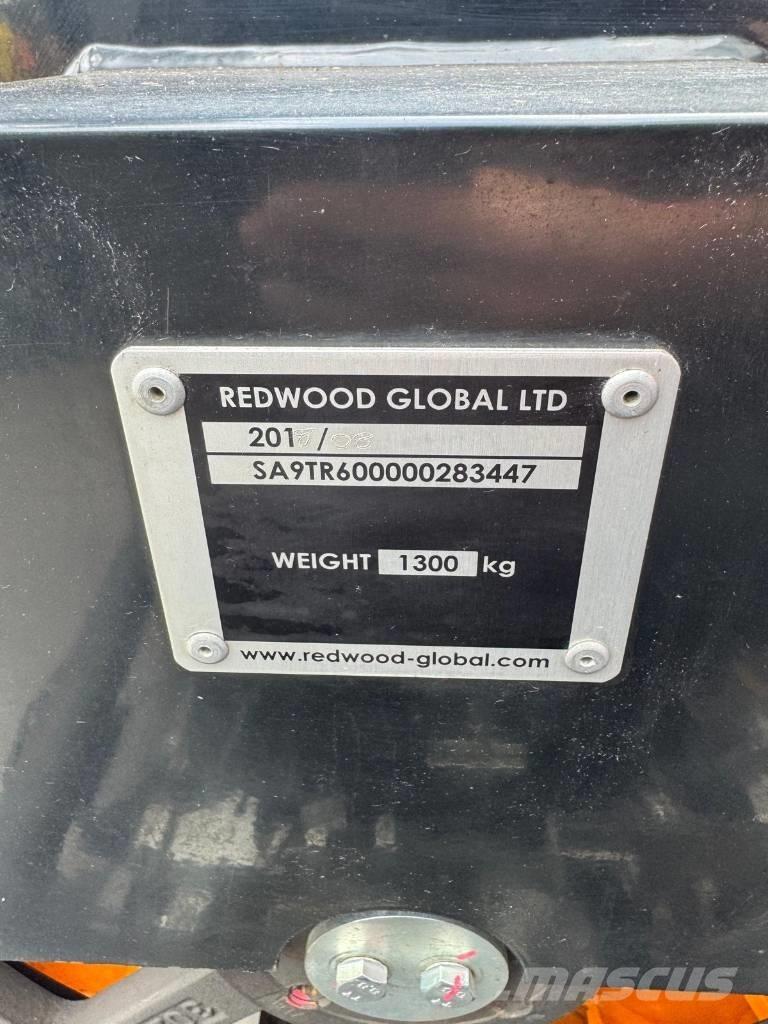 REDWOOD GLOBAL LTD
SA9TR600000283447
WEIGHT 1300 kg
www.redwood-global.com
MASCUS